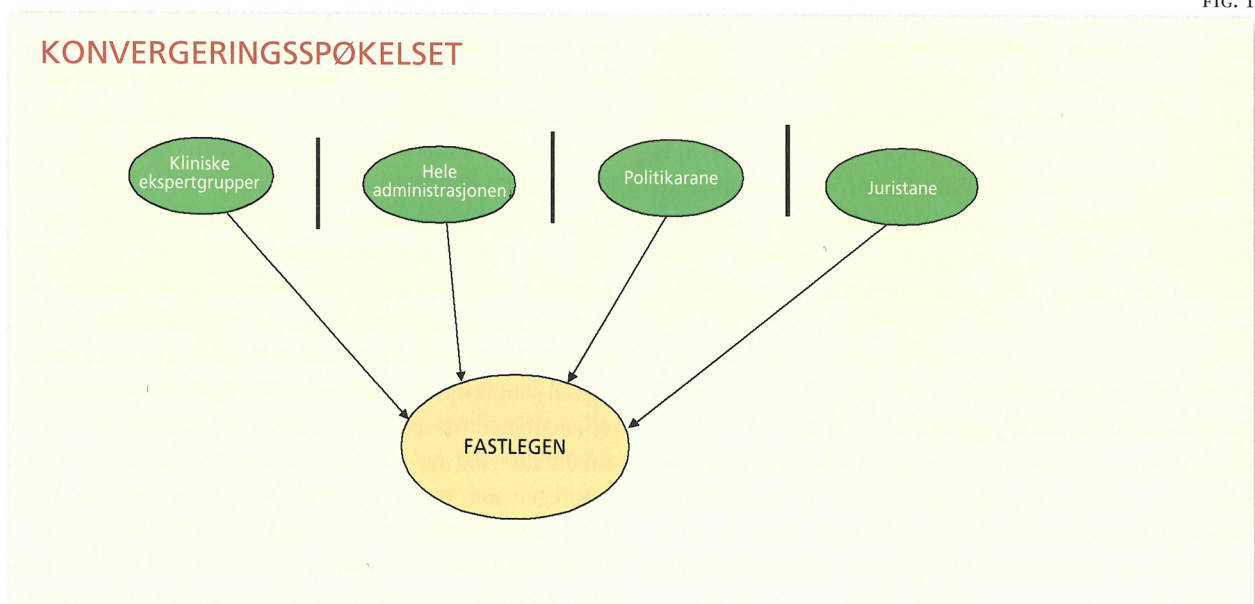 FIG. 1
KONVERGERINGSSPØKELSET
Kliniske
ekspertgrupper
Hele
administrasjonen
Politikarane
Juristane
FASTLEGEN